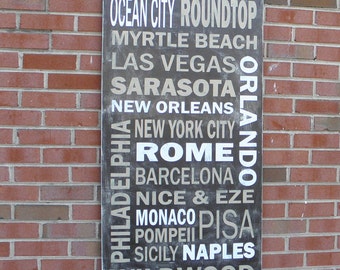 OCEAN CITY ROUNDTOP
MYRTLE BEACH
LAS VEGAS
SARASOTA
NEW ORLEANS
ORLANDO
PHILADELPHIA
NEW YORK CITY
ROME
BARCELONA
NICE & EZE
MONACO
POMPEII
PISA
SICILY NAPLES
WILDWOOD